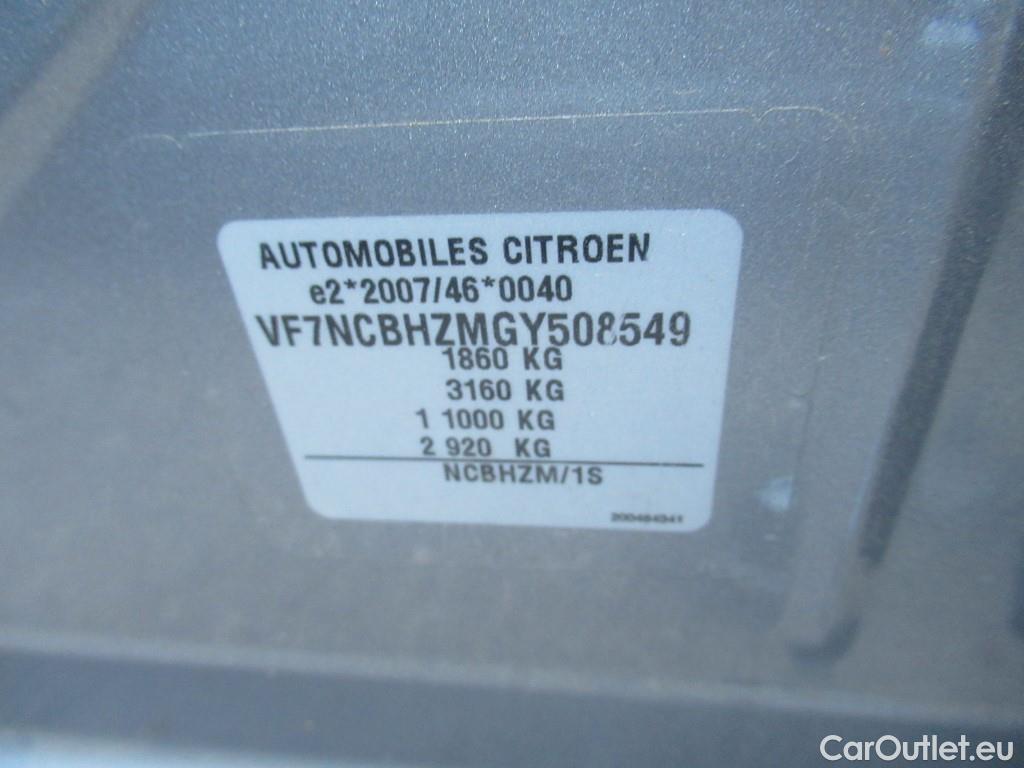 AUTOMOBILES CITROEN
e2*2007/46*0040
VF7NCBHZMGY508549
1860 KG
3160 KG
1 1000 KG
2 920 KG
NCBHZM/1S
200484341
CarOutlet.eu